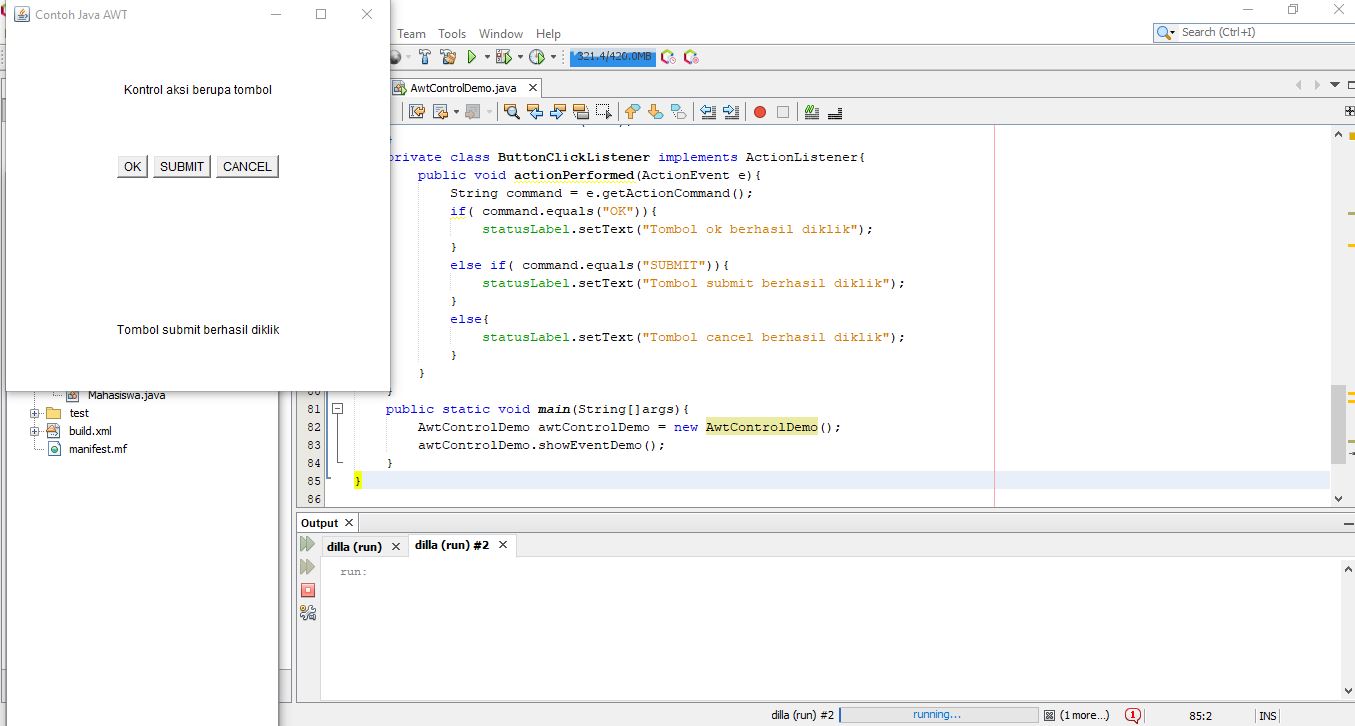 Contoh Java AWT
Kontrol aksi berupa tombol
OK SUBMIT CANCEL
Tombol submit berhasil diklik
Team Tools Window Help
Search (Ctrl+I)
321.4/420.0MB
AwtControlDemo.java
private class ButtonClickListener implements ActionListener{
public void actionPerformed(ActionEvent e){
String command = e.getActionCommand();
if( command.equals("OK")){
statusLabel.setText("Tombol ok berhasil diklik");
}
else if( command.equals("SUBMIT")){
statusLabel.setText("Tombol submit berhasil diklik");
}
else{
statusLabel.setText("Tombol cancel berhasil diklik");
}
}
80 }
81 public static void main(String[]args){
82 AwtControlDemo awtControlDemo = new AwtControlDemo();
83 awtControlDemo.showEventDemo();
84 }
85 }
86
Mahasiswa.java
test
build.xml
manifest.mf
Output
dilla (run) dilla (run) #2
run:
dilla (run) #2 running... (1 more...) 1 85:2 INS